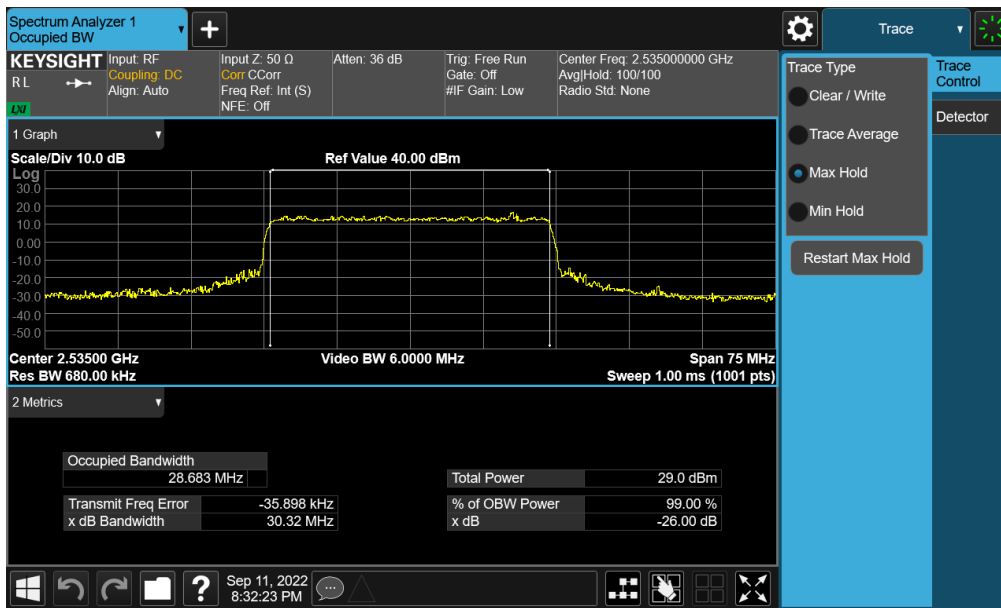 Spectrum Analyzer 1
Occupied BW
Trace
KEYSIGHT
R L
LXI
Input: RF
Coupling: DC
Align: Auto
Input Z: 50 Ω
Corr CCorr
Freq Ref: Int (S)
NFE: Off
Atten: 36 dB
Trig: Free Run
Gate: Off
#IF Gain: Low
Center Freq: 2.535000000 GHz
Avg|Hold: 100/100
Radio Std: None
Trace Type
Clear / Write
Trace Average
Max Hold
Min Hold
Restart Max Hold
Trace
Control
Detector
1 Graph
Scale/Div 10.0 dB
Ref Value 40.00 dBm
Log
30.0
20.0
10.0
0.00
-10.0
-20.0
-30.0
-40.0
-50.0
Center 2.53500 GHz
Video BW 6.0000 MHz
Span 75 MHz
Res BW 680.00 kHz
Sweep 1.00 ms (1001 pts)
2 Metrics
Occupied Bandwidth
28.683 MHz
Total Power 29.0 dBm
Transmit Freq Error -35.898 kHz
% of OBW Power 99.00 %
x dB Bandwidth 30.32 MHz
x dB -26.00 dB
?
Sep 11, 2022
8:32:23 PM